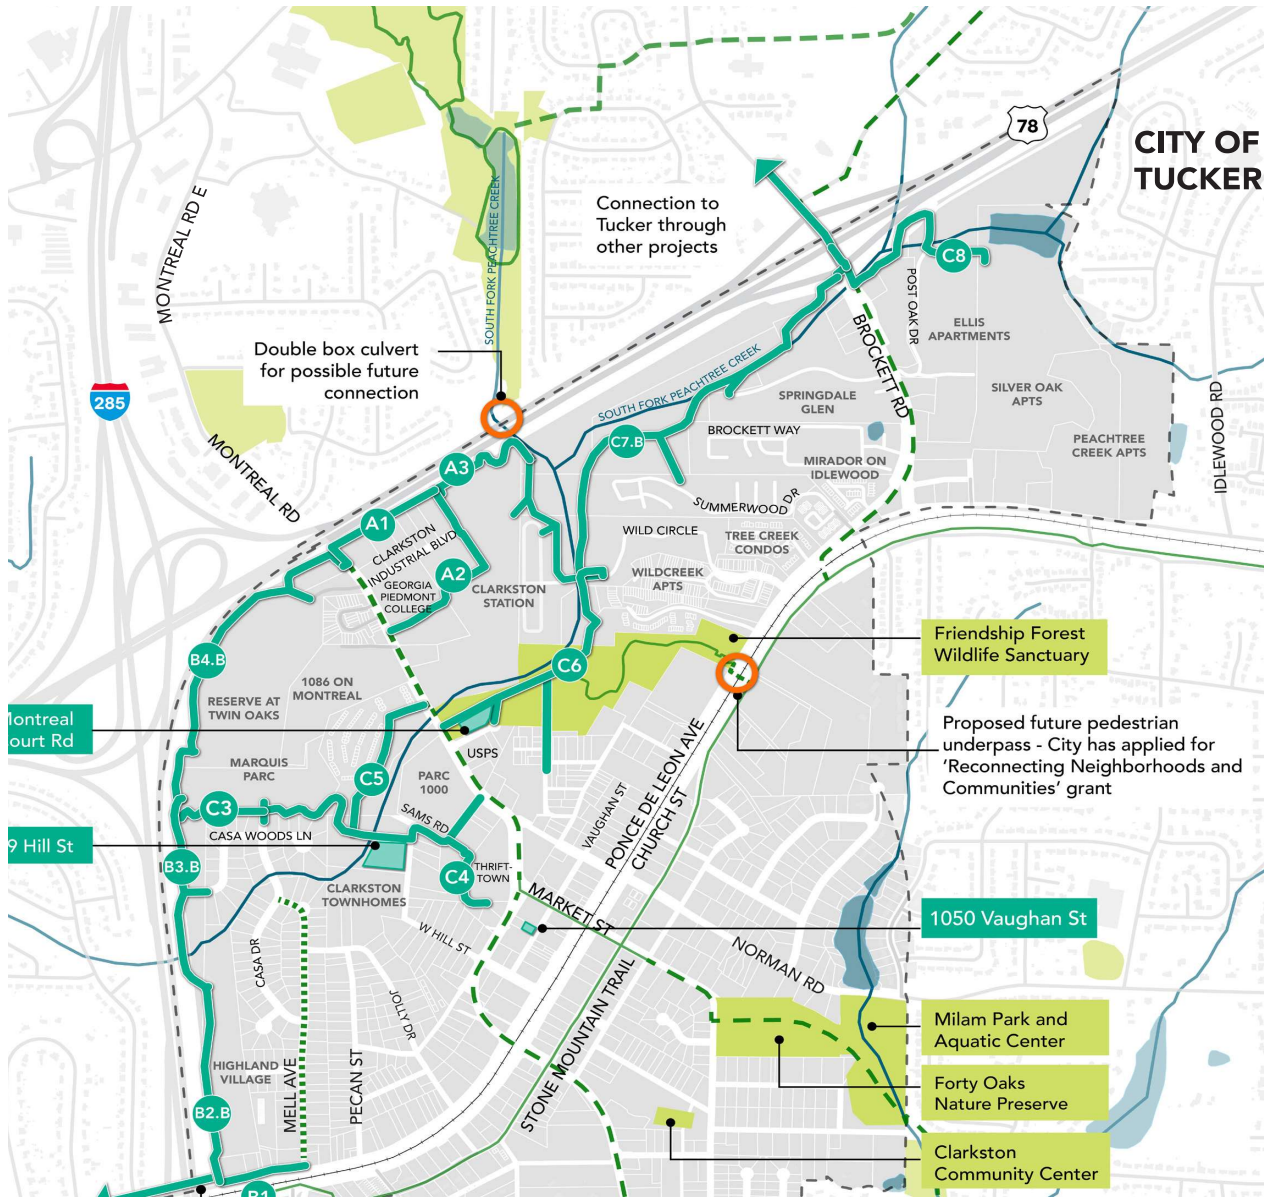 78
CITY OF
TUCKER
MONTREAL RD E
SOUTH FORK PEACHTREE CREEK
Connection to
Tucker through
other projects
C8
POST OAK DR
ELLIS
APARTMENTS
BROCKETT RD
Double box culvert
for possible future
connection
285
SOUTH FORK PEACHTREE CREEK
SPRINGDALE
GLEN
SILVER OAK
APTS
IDLEWOOD RD
PEACHTREE
CREEK APTS
BROCKETT WAY
C7.B
MIRADOR ON
IDLEWOOD
MONTREAL RD
A3
SUMMERWOOD DR
A1
CLARKSTON
INDUSTRIAL BLVD
WILD CIRCLE
TREE CREEK
CONDOS
A2
GEORGIA
PIEDMONT
COLLEGE
CLARKSTON
STATION
WILDCREEK
APTS
Friendship Forest
Wildlife Sanctuary
B4.B
C6
1086 ON
MONTREAL
RESERVE AT
TWIN OAKS
Montreal
ourt Rd
USPS
Proposed future pedestrian
underpass - City has applied for
‘Reconnecting Neighborhoods and
Communities’ grant
MARQUIS
PARC
C5
PARC
1000
PONCE DE LEON AVE
CHURCH ST
VAUGHAN ST
C3
SAMS RD
CASA WOODS LN
9 Hill St
B3.B
C4
THRIFT-
TOWN
CLARKSTON
TOWNHOMES
MARKET ST
1050 Vaughan St
W HILL ST
NORMAN RD
CASA DR
JOLLY DR
STONE MOUNTAIN TRAIL
Milam Park and
Aquatic Center
HIGHLAND
VILLAGE
MELL AVE
PECAN ST
Forty Oaks
Nature Preserve
B2.B
Clarkston
Community Center
B1